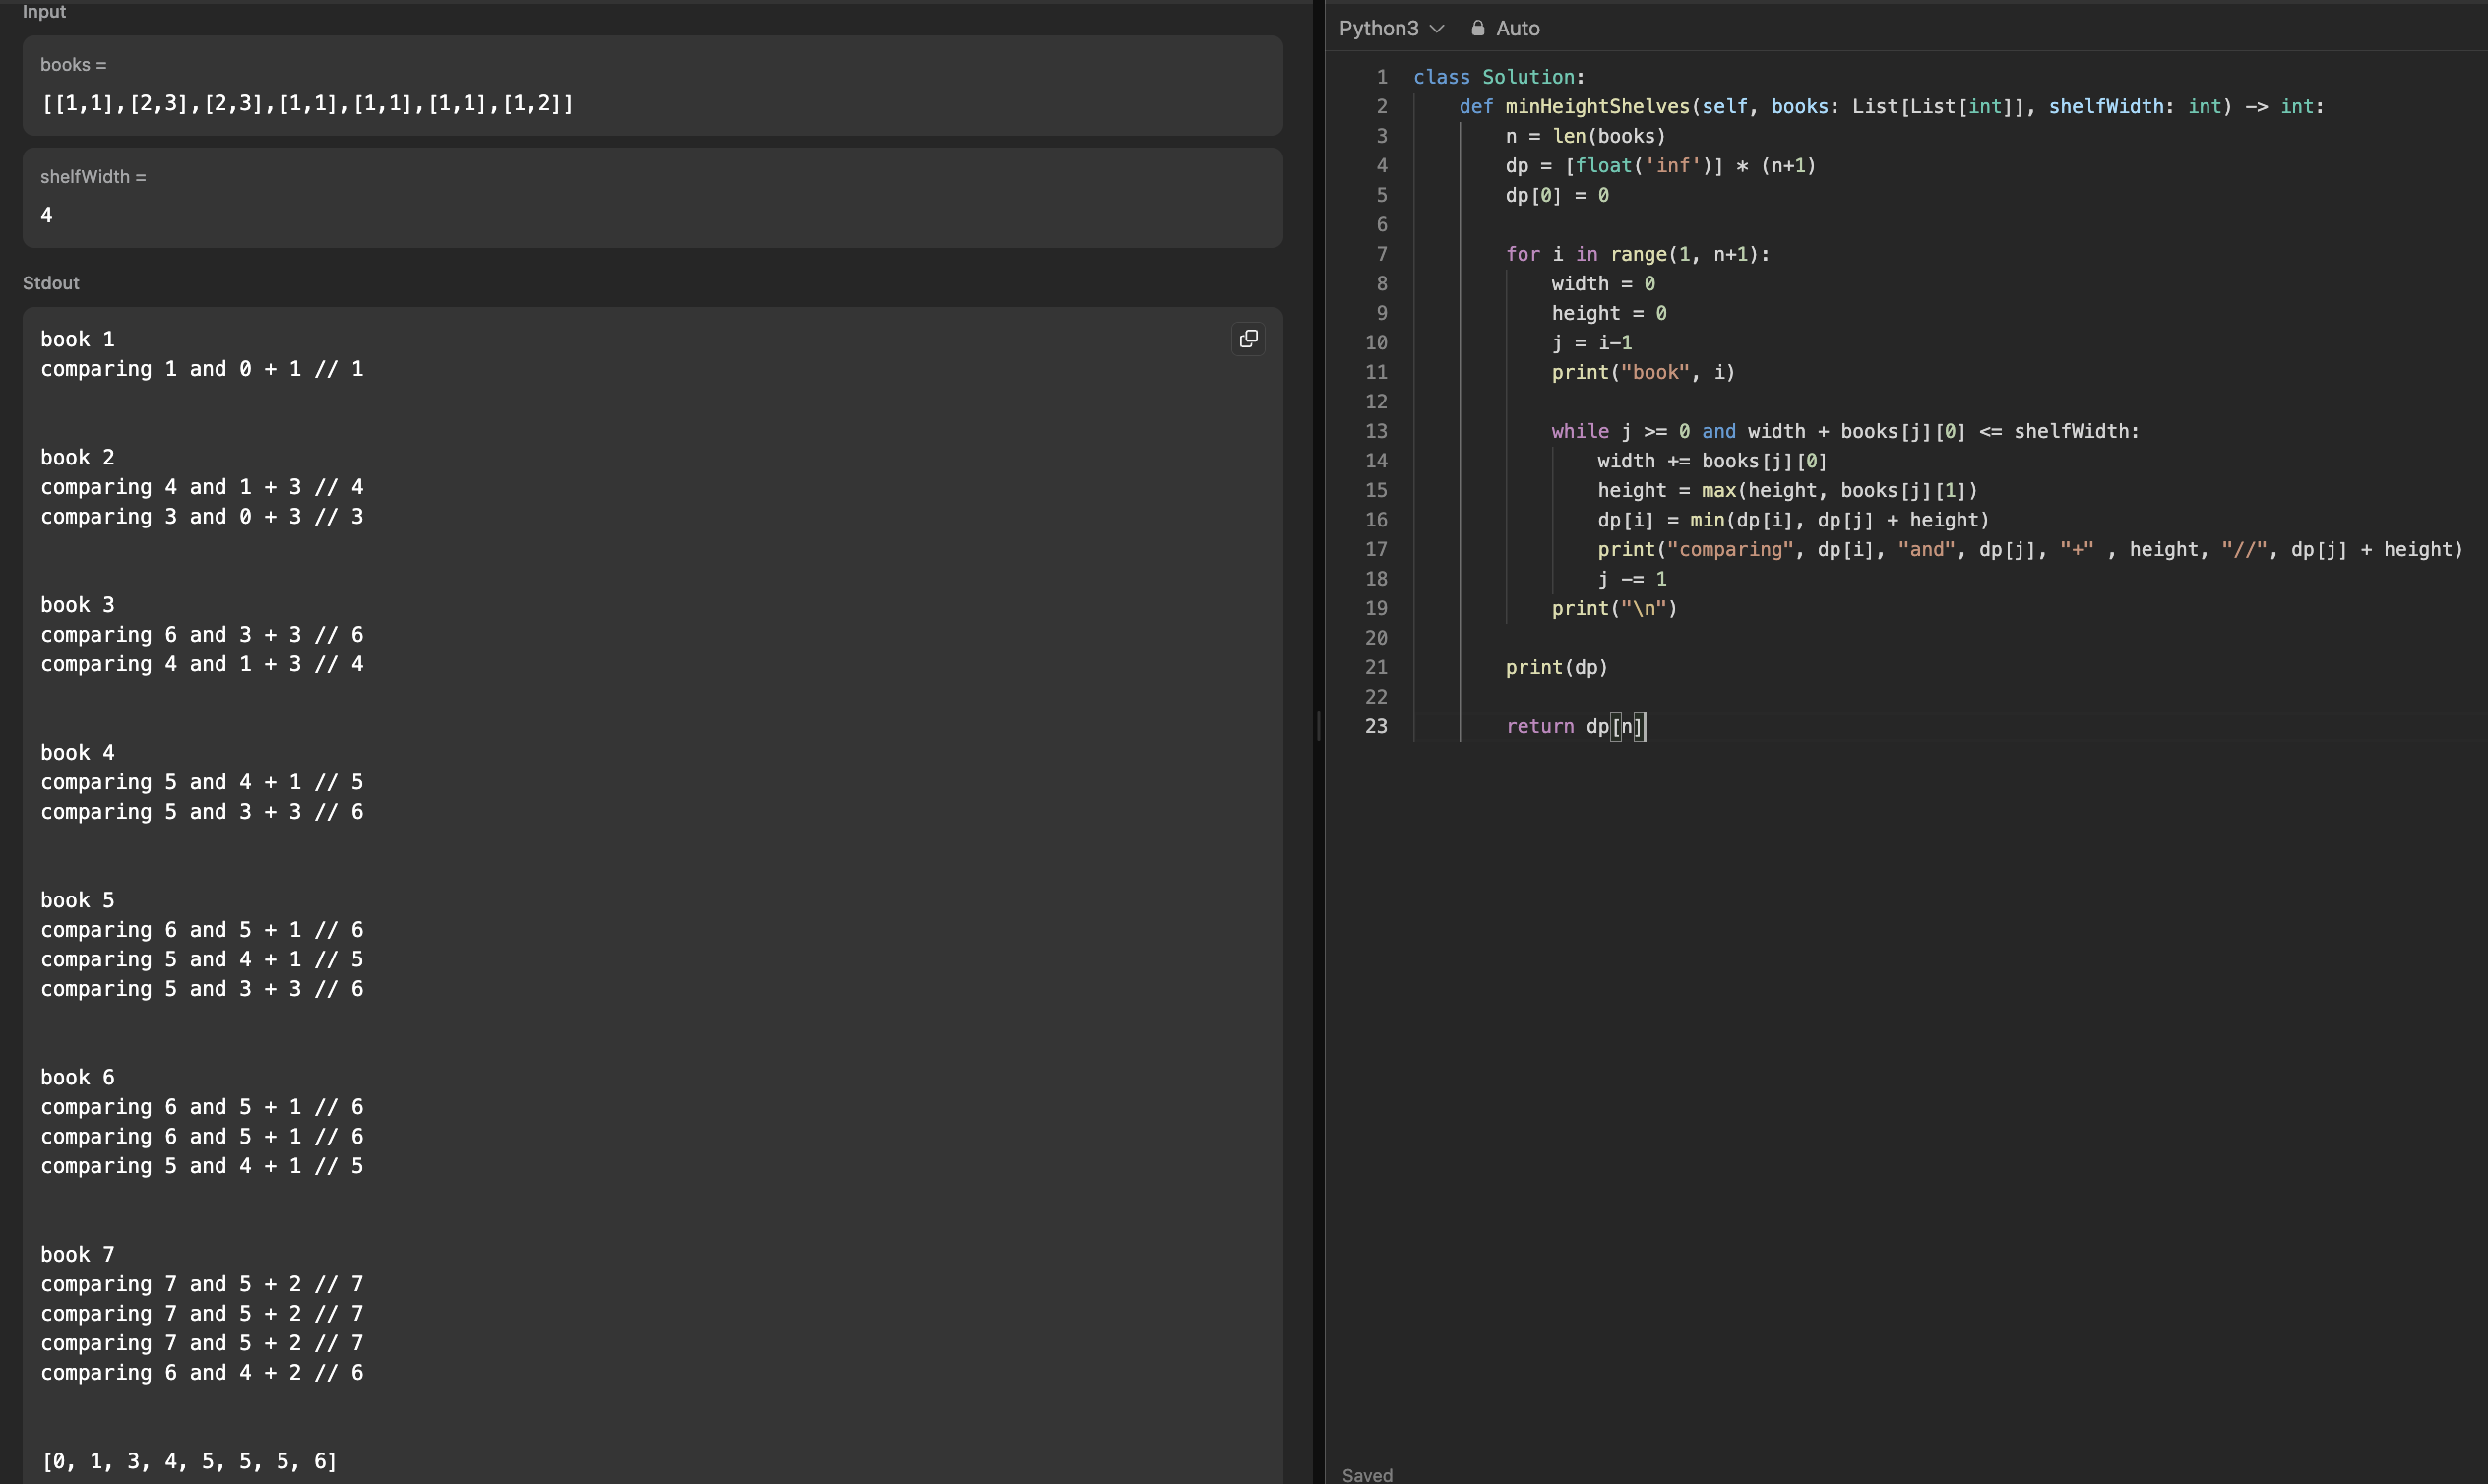 Input
books =
[[1,1],[2,3],[2,3],[1,1],[1,1],[1,1],[1,2]]
shelfWidth =
4
Stdout
book 1
comparing 1 and 0 + 1 // 1
book 2
comparing 4 and 1 + 3 // 4
comparing 3 and 0 + 3 // 3
book 3
comparing 6 and 3 + 3 // 6
comparing 4 and 1 + 3 // 4
book 4
comparing 5 and 4 + 1 // 5
comparing 5 and 3 + 3 // 6
book 5
comparing 6 and 5 + 1 // 6
comparing 5 and 4 + 1 // 5
comparing 5 and 3 + 3 // 6
book 6
comparing 6 and 5 + 1 // 6
comparing 6 and 5 + 1 // 6
comparing 5 and 4 + 1 // 5
book 7
comparing 7 and 5 + 2 // 7
comparing 7 and 5 + 2 // 7
comparing 7 and 5 + 2 // 7
comparing 6 and 4 + 2 // 6
[0, 1, 3, 4, 5, 5, 5, 6]
Python3 Auto
1 class Solution:
2     def minHeightShelves(self, books: List[List[int]], shelfWidth: int) -> int:
3         n = len(books)
4         dp = [float('inf')] * (n+1)
5         dp[0] = 0
6
7         for i in range(1, n+1):
8             width = 0
9             height = 0
10             j = i-1
11             print("book", i)
12
13             while j >= 0 and width + books[j][0] <= shelfWidth:
14                 width += books[j][0]
15                 height = max(height, books[j][1])
16                 dp[i] = min(dp[i], dp[j] + height)
17                 print("comparing", dp[i], "and", dp[j], "+" , height, "//", dp[j] + height)
18                 j -= 1
19             print("\n")
20
21         print(dp)
22
23         return dp[n]
Saved